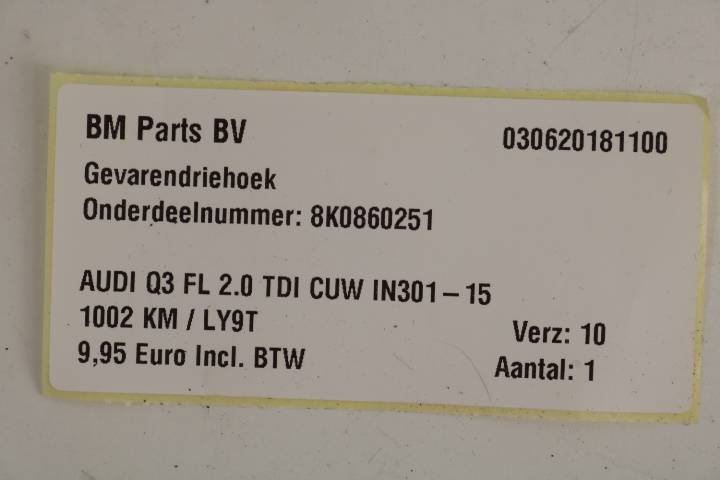 BM Parts BV 030620181100
Gevarendriehoek
Onderdeelnummer: 8K0860251
AUDI Q3 FL 2.0 TDI CUW IN301-15
1002 KM / LY9T Verz: 10
9,95 Euro Incl. BTW Aantal: 1